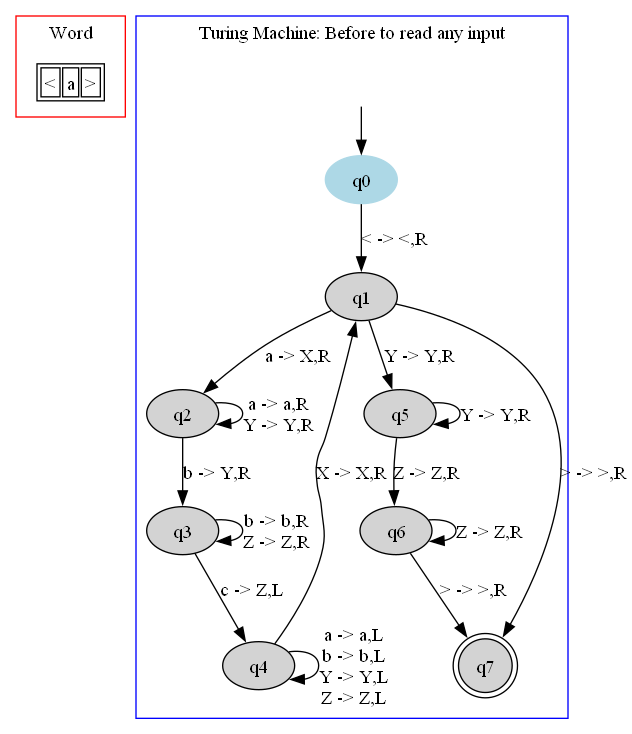 Word
< a >
Turing Machine: Before to read any input
q0
< -> <,R
q1
a -> X,R
Y -> Y,R
q2
a -> a,R
Y -> Y,R
q5
Y -> Y,R
b -> Y,R
X -> X,R
Z -> Z,R
> -> >,R
q3
b -> b,R
Z -> Z,R
q6
Z -> Z,R
c -> Z,L
> -> >,R
q4
a -> a,L
b -> b,L
Y -> Y,L
Z -> Z,L
q7